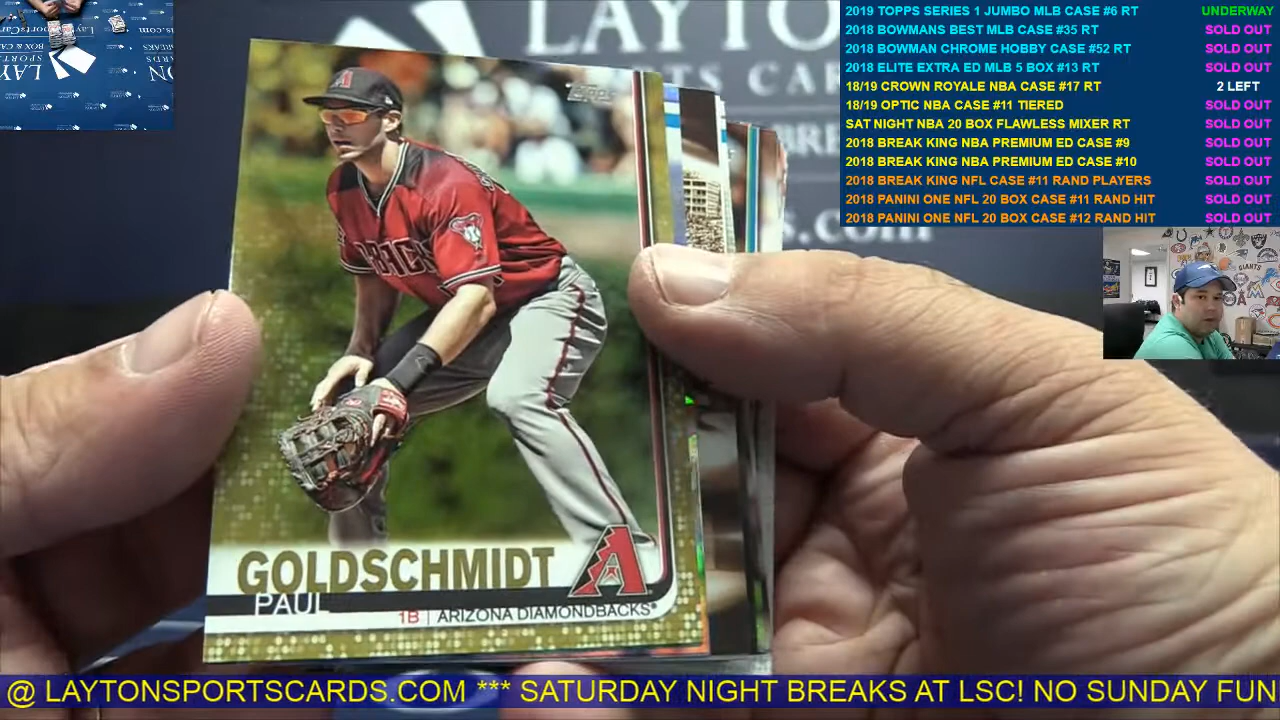 2019 TOPPS SERIES 1 JUMBO MLB CASE #6 RT UNDERWAY
2018 BOWMANS BEST MLB CASE #35 RT SOLD OUT
2018 BOWMAN CHROME HOBBY CASE #52 RT SOLD OUT
2018 ELITE EXTRA ED MLB 5 BOX #13 RT SOLD OUT
18/19 CROWN ROYALE NBA CASE #17 RT 2 LEFT
18/19 OPTIC NBA CASE #11 TIERED SOLD OUT
SAT NIGHT NBA 20 BOX FLAWLESS MIXER RT SOLD OUT
2018 BREAK KING NBA PREMIUM ED CASE #9 SOLD OUT
2018 BREAK KING NBA PREMIUM ED CASE #10 SOLD OUT
2018 BREAK KING NFL CASE #11 RAND PLAYERS SOLD OUT
2018 PANINI ONE NFL 20 BOX CASE #11 RAND HIT SOLD OUT
2018 PANINI ONE NFL 20 BOX CASE #12 RAND HIT SOLD OUT
LAYTON
GIANTS
GOLDSCHMIDT
PAUL
1B | ARIZONA DIAMONDBACKS
@ LAYTONSPORTSCARDS.COM *** SATURDAY NIGHT BREAKS AT LSC! NO SUNDAY FUN